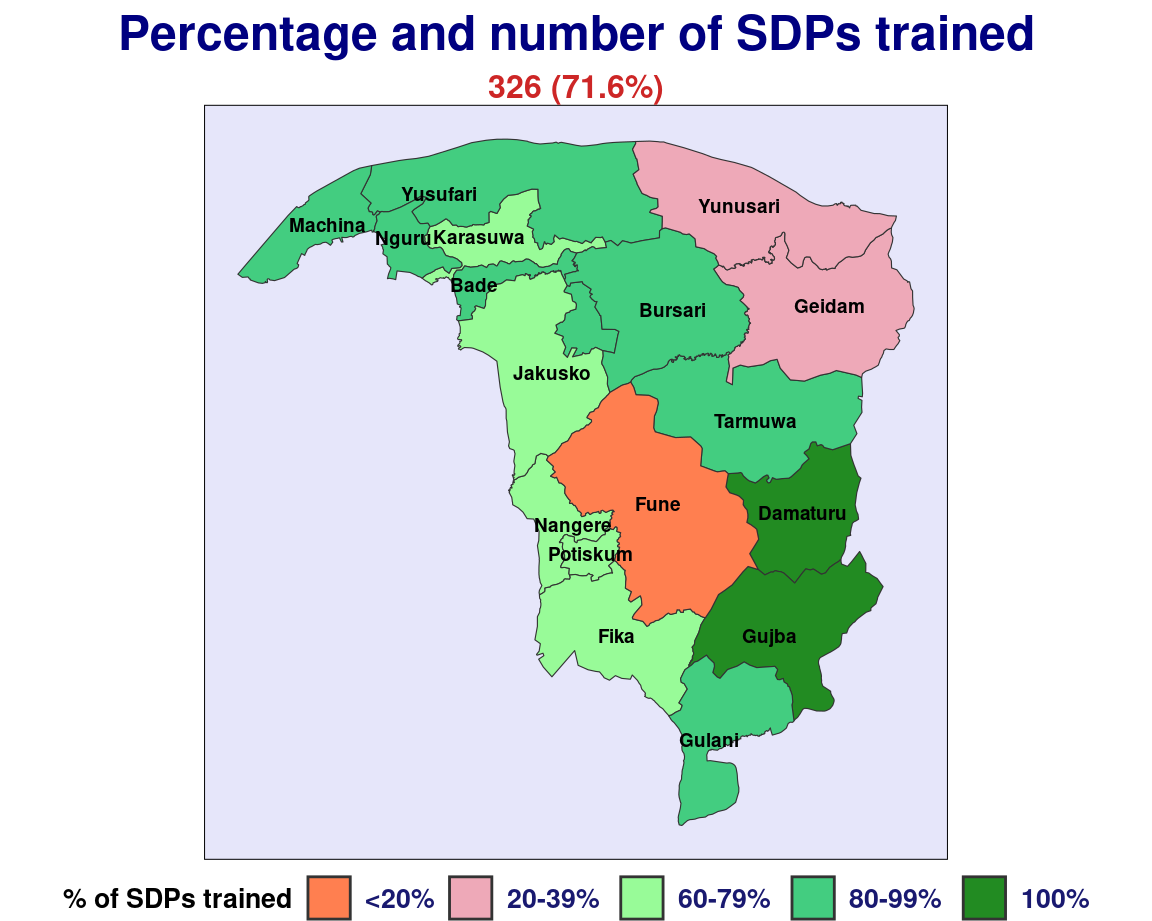 Percentage and number of SDPs trained
326 (71.6%)
Yusufari
Yunusari
Machina
Nguru
Karasuwa
Bade
Bursari
Geidam
Jakusko
Tarmuwa
Fune
Damaturu
Nangere
Potiskum
Fika
Gujba
Gulani
% of SDPs trained <20% 20-39% 60-79% 80-99% 100%